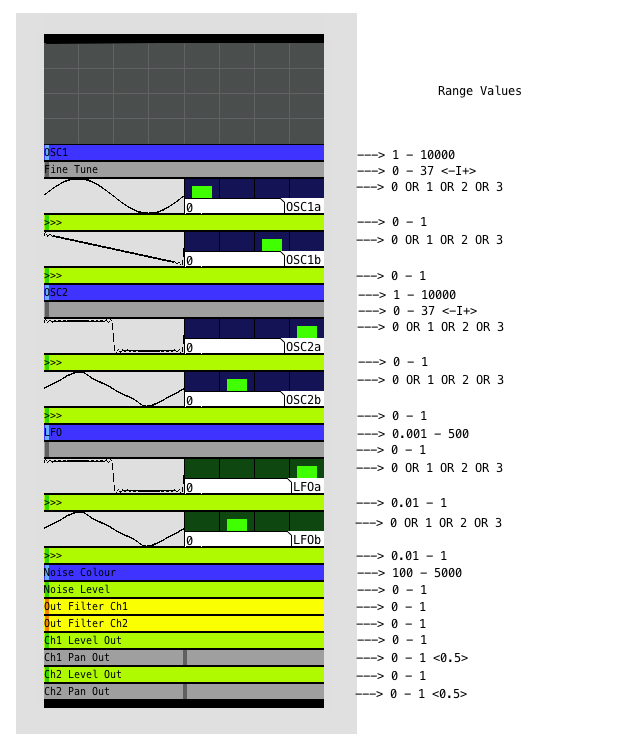 Range Values
OSC1 ---> 1 - 10000
Fine Tune ---> 0 - 37 <-I+>
---> 0 OR 1 OR 2 OR 3
0 OSC1a
>>> ---> 0 - 1
---> 0 OR 1 OR 2 OR 3
0 OSC1b
>>> ---> 0 - 1
OSC2 ---> 1 - 10000
---> 0 - 37 <-I+>
---> 0 OR 1 OR 2 OR 3
0 OSC2a
>>> ---> 0 - 1
---> 0 OR 1 OR 2 OR 3
0 OSC2b
>>> ---> 0 - 1
LFO ---> 0.001 - 500
---> 0 - 1
---> 0 OR 1 OR 2 OR 3
0 LFOa
>>> ---> 0.01 - 1
---> 0 OR 1 OR 2 OR 3
0 LFOb
>>> ---> 0.01 - 1
Noise Colour ---> 100 - 5000
Noise Level ---> 0 - 1
Out Filter Ch1 ---> 0 - 1
Out Filter Ch2 ---> 0 - 1
Ch1 Level Out ---> 0 - 1
Ch1 Pan Out ---> 0 - 1 <0.5>
Ch2 Level Out ---> 0 - 1
Ch2 Pan Out ---> 0 - 1 <0.5>